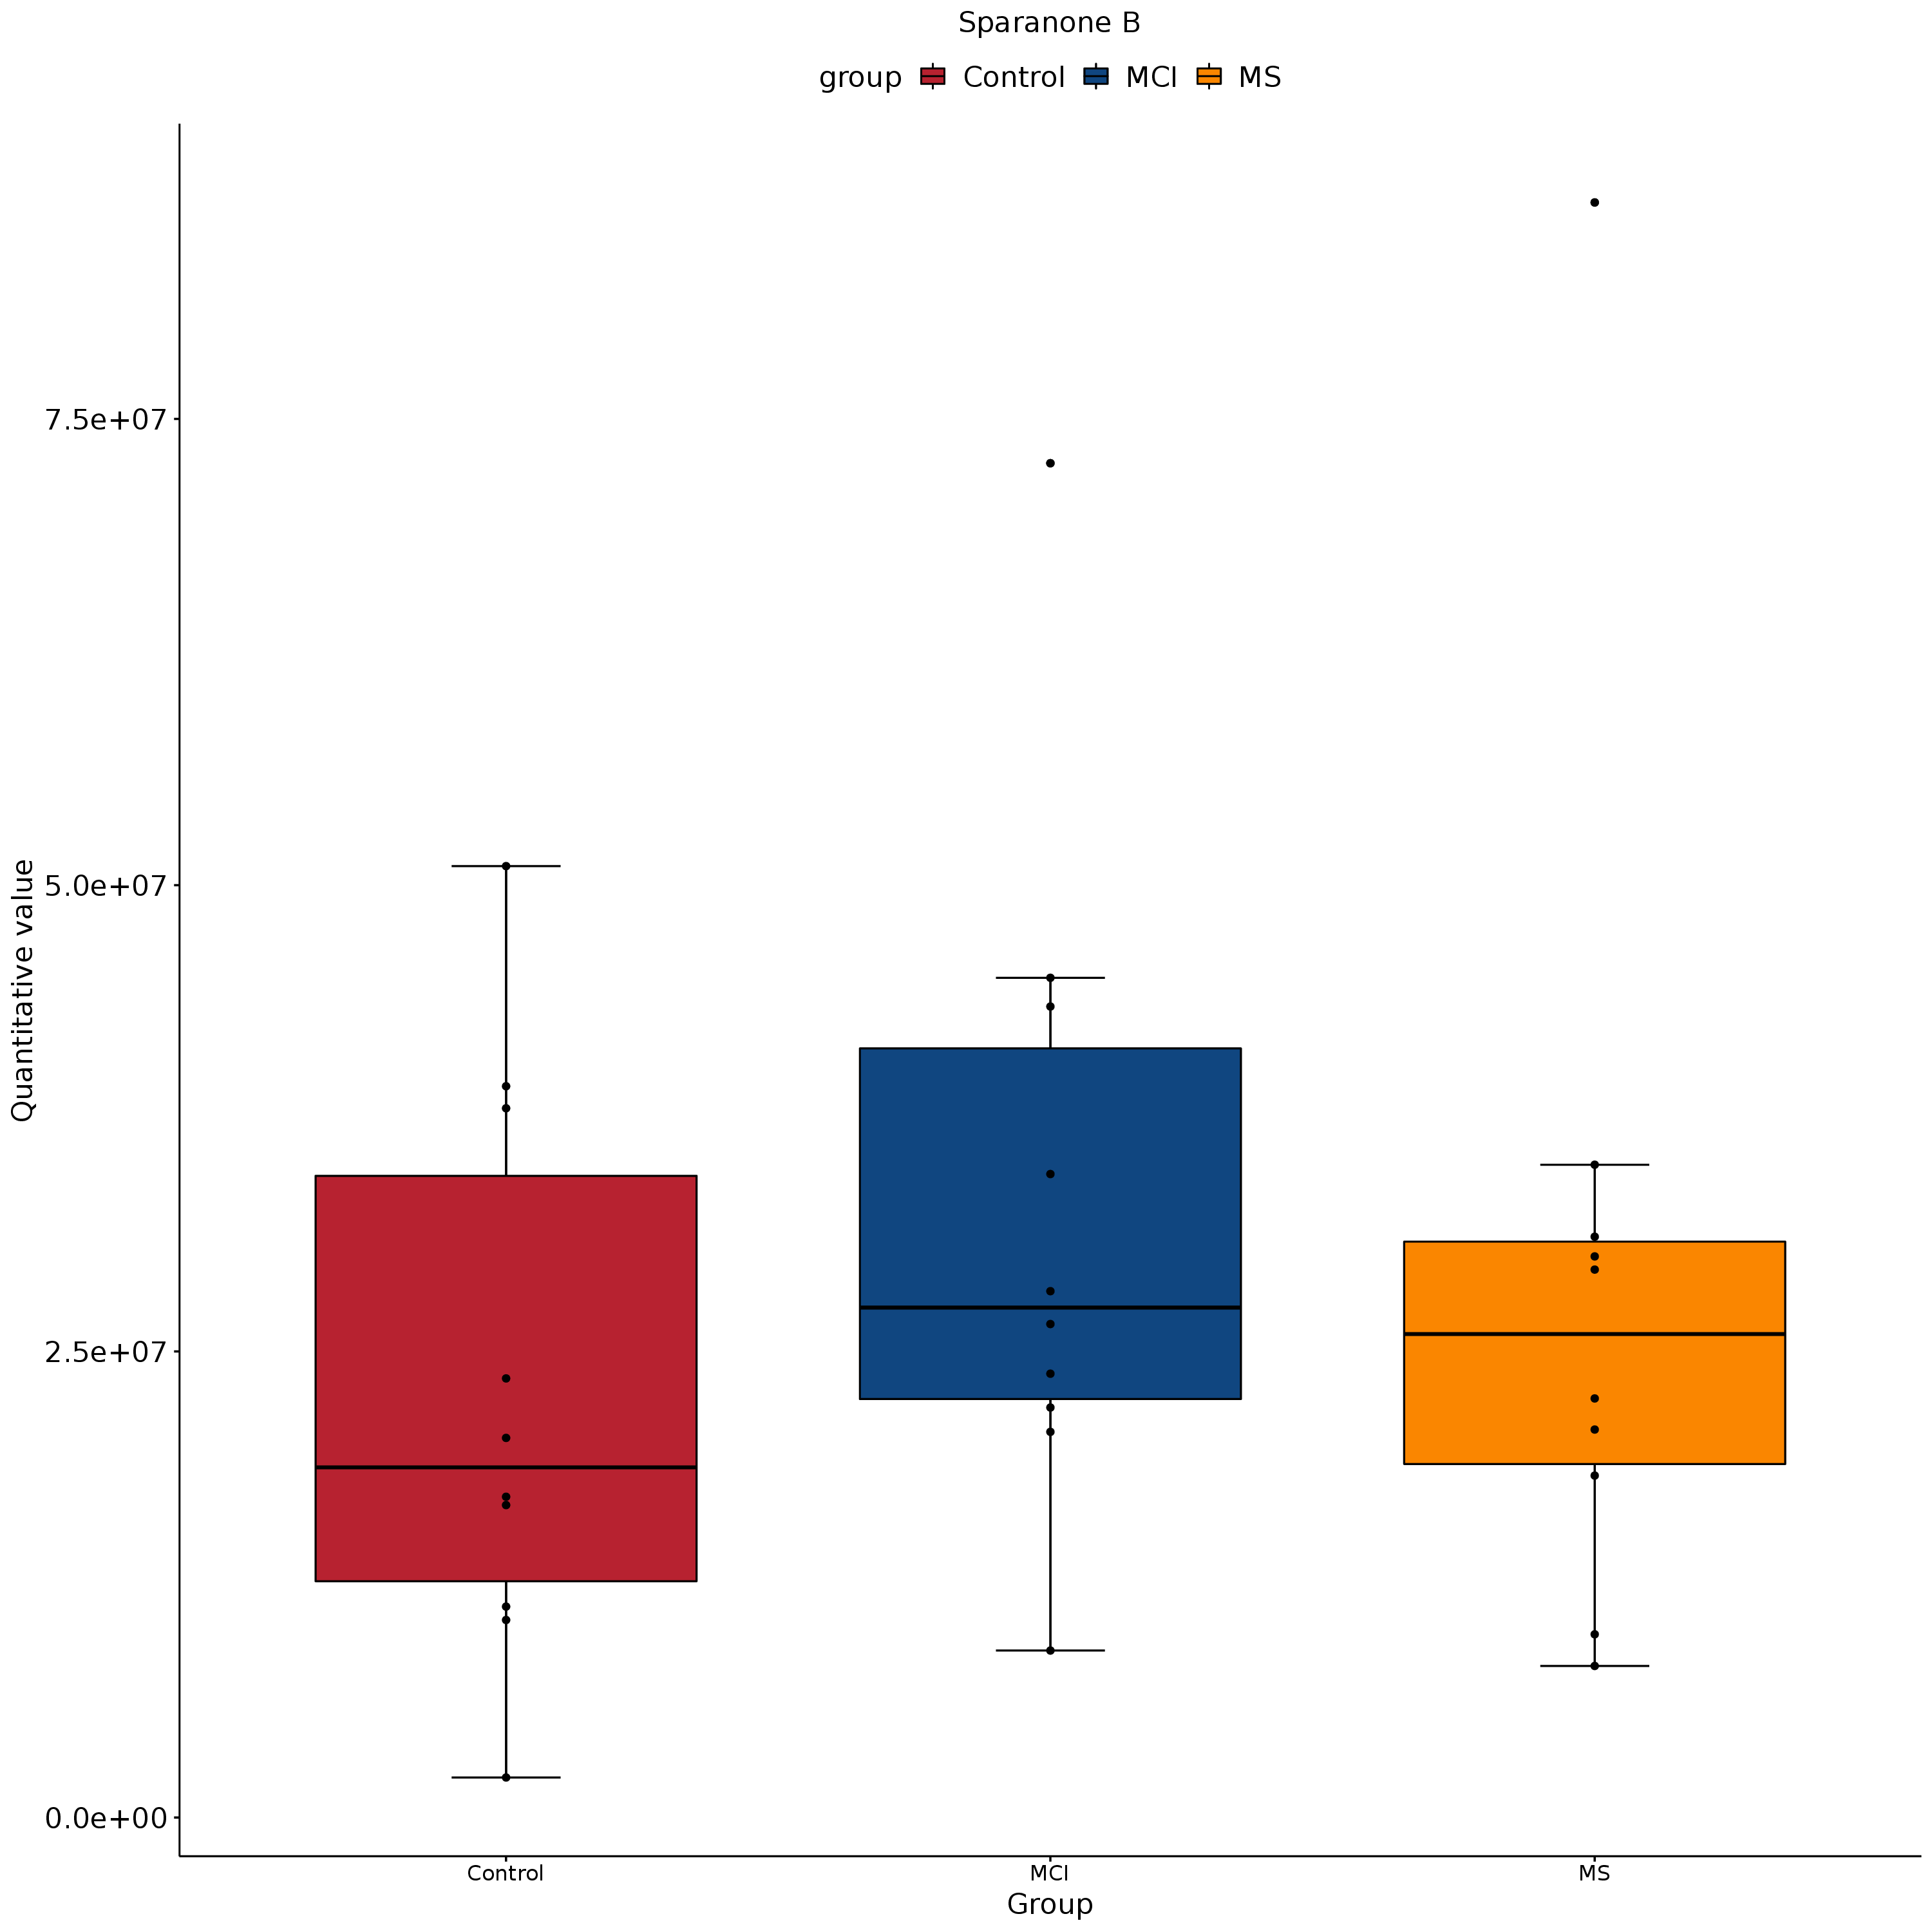 Sparanone B
group Control MCI MS
Quantitative value
7.5e+07
5.0e+07
2.5e+07
0.0e+00
Control MCI MS
Group